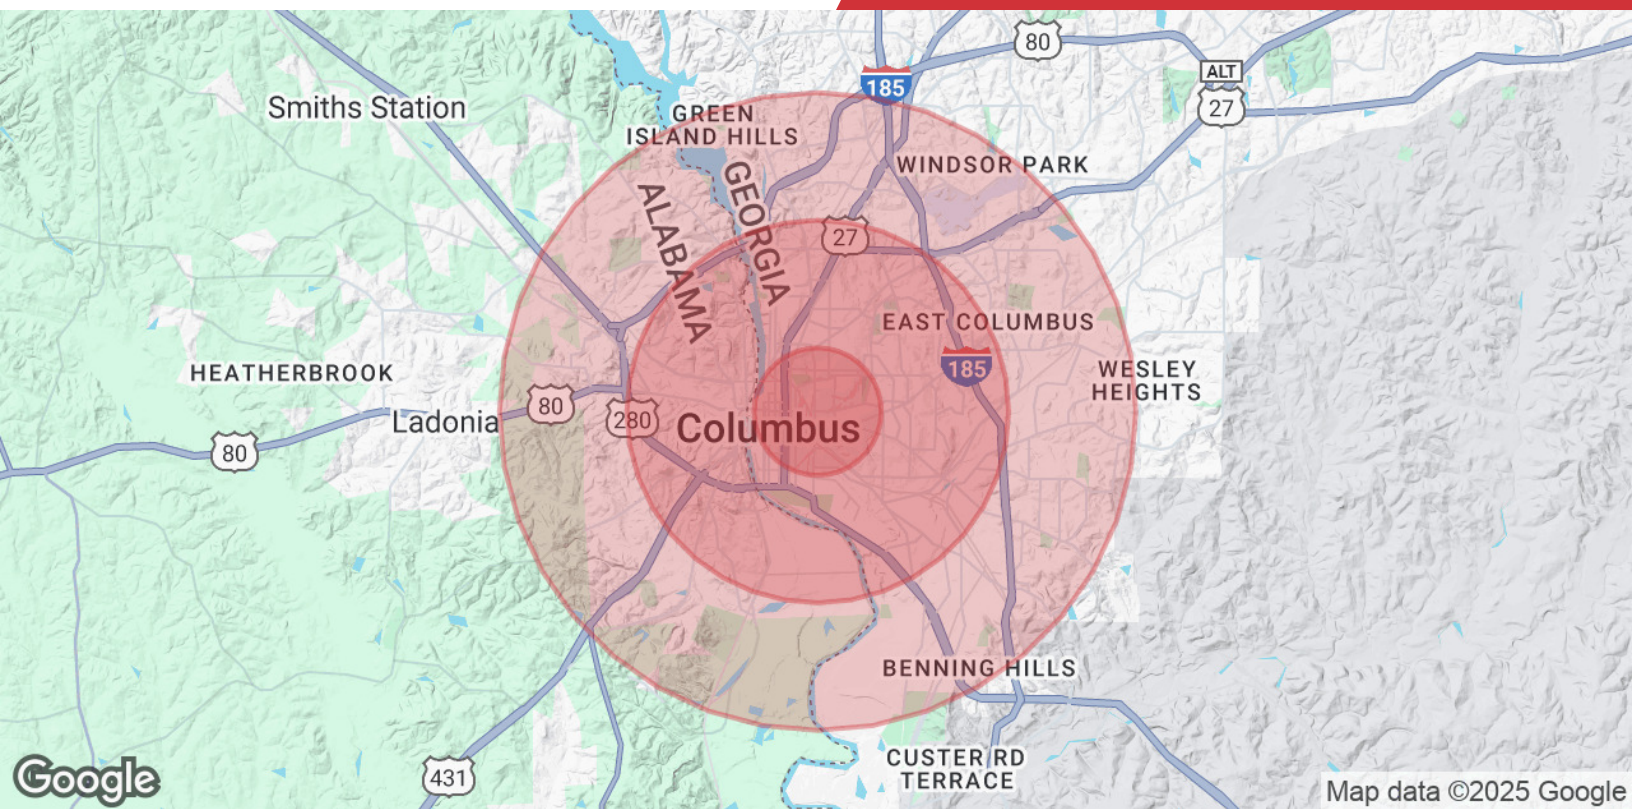 80
ALT
27
185
Smiths Station
GREEN
ISLAND HILLS
WINDSOR PARK
GEORGIA
ALABAMA
27
EAST COLUMBUS
185
HEATHERBROOK
WESLEY
HEIGHTS
80
280
Ladonia
Columbus
80
BENNING HILLS
CUSTER RD
TERRACE
431
Google
Map data ©2025 Google